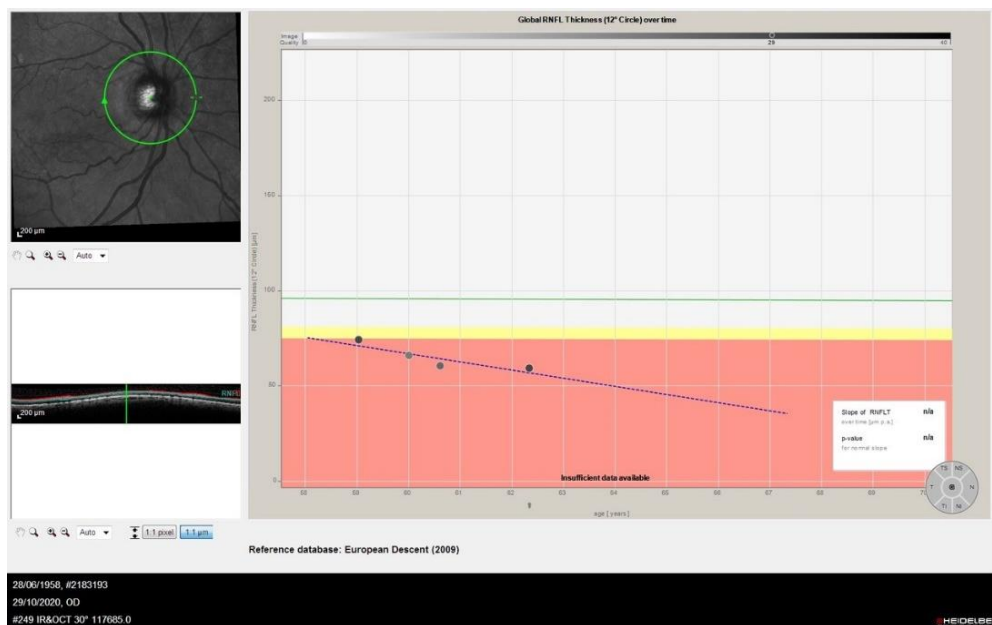 Global RNFL Thickness (12° Circle) over time
Image
Quality 0 29 40
200 µm
Auto
200
150
100
50
0
RNFL Thickness (12° Circle) [µm]
RNFL
200 µm
Slope of RNFLT n/a
over time [µm p.a.]
p-value n/a
for normal slope
TS NS
T N
TI NI
Insufficient data available
58 59 60 61 62 63 64 65 66 67 68 69
age [years]
Auto 1:1 pixel 1:1 µm
Reference database: European Descent (2009)
28/06/1958, #2183193
29/10/2020, OD
#249 IR&OCT 30° 117685.0
HEIDELBE